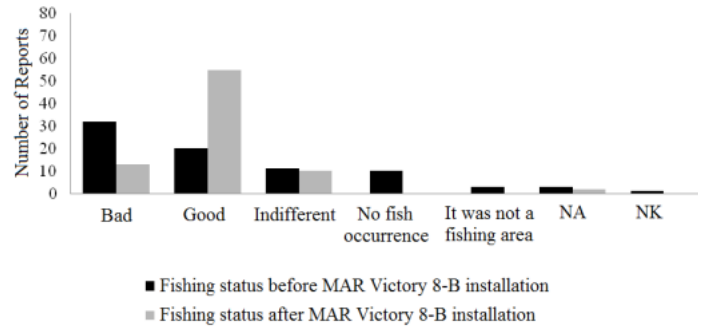 80
70
60
50
40
30
20
10
0
Number of Reports
Bad
Good
Indifferent
No fish
occurrence
It was not a
fishing area
NA
NK
Fishing status before MAR Victory 8-B installation
Fishing status after MAR Victory 8-B installation